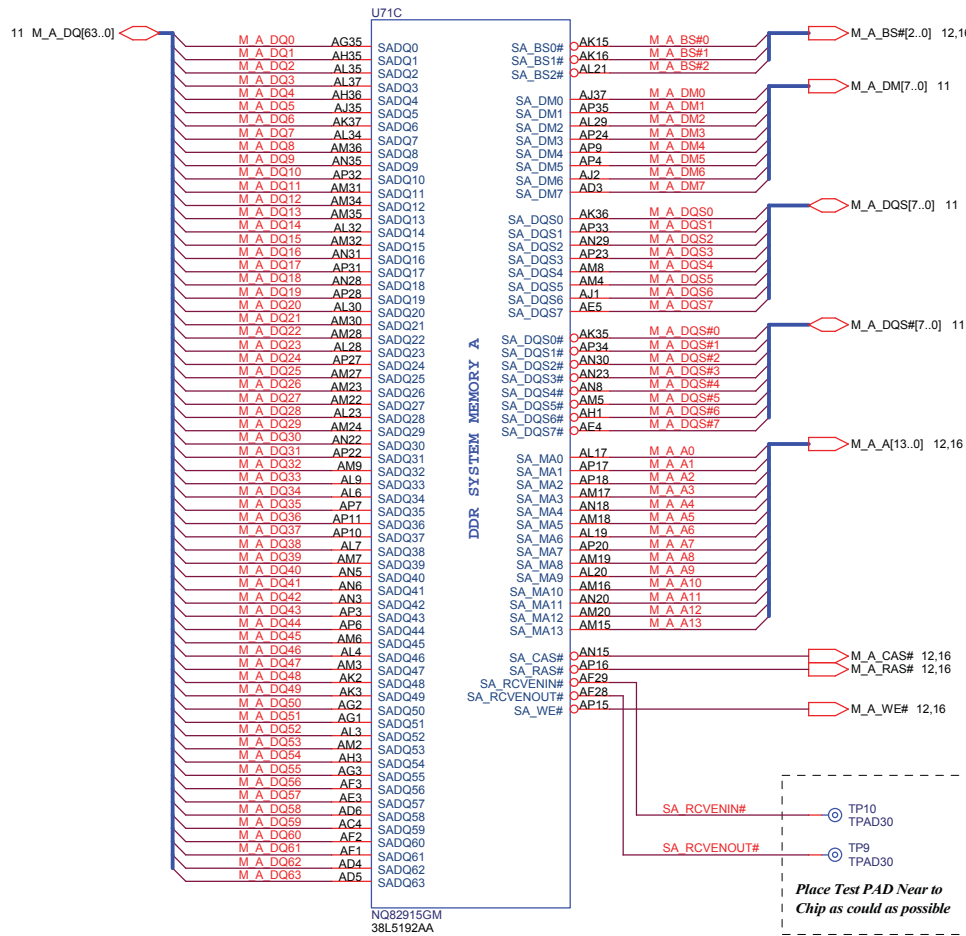 U71C
11 M_A_DQ[63..0]
M_A_DQ0 AG35 SADQ0
M_A_DQ1 AH35 SADQ1
M_A_DQ2 AL35 SADQ2
M_A_DQ3 AL37 SADQ3
M_A_DQ4 AH36 SADQ4
M_A_DQ5 AJ35 SADQ5
M_A_DQ6 AK37 SADQ6
M_A_DQ7 AL34 SADQ7
M_A_DQ8 AM36 SADQ8
M_A_DQ9 AN35 SADQ9
M_A_DQ10 AP32 SADQ10
M_A_DQ11 AM31 SADQ11
M_A_DQ12 AM34 SADQ12
M_A_DQ13 AM35 SADQ13
M_A_DQ14 AL32 SADQ14
M_A_DQ15 AM32 SADQ15
M_A_DQ16 AN31 SADQ16
M_A_DQ17 AP31 SADQ17
M_A_DQ18 AN28 SADQ18
M_A_DQ19 AP28 SADQ19
M_A_DQ20 AL30 SADQ20
M_A_DQ21 AM30 SADQ21
M_A_DQ22 AM28 SADQ22
M_A_DQ23 AL28 SADQ23
M_A_DQ24 AP27 SADQ24
M_A_DQ25 AM27 SADQ25
M_A_DQ26 AM23 SADQ26
M_A_DQ27 AM22 SADQ27
M_A_DQ28 AL23 SADQ28
M_A_DQ29 AM24 SADQ29
M_A_DQ30 AN22 SADQ30
M_A_DQ31 AP22 SADQ31
M_A_DQ32 AM9 SADQ32
M_A_DQ33 AL9 SADQ33
M_A_DQ34 AL6 SADQ34
M_A_DQ35 AP7 SADQ35
M_A_DQ36 AP11 SADQ36
M_A_DQ37 AP10 SADQ37
M_A_DQ38 AL7 SADQ38
M_A_DQ39 AM7 SADQ39
M_A_DQ40 AN5 SADQ40
M_A_DQ41 AN6 SADQ41
M_A_DQ42 AN3 SADQ42
M_A_DQ43 AP3 SADQ43
M_A_DQ44 AP6 SADQ44
M_A_DQ45 AM6 SADQ45
M_A_DQ46 AL4 SADQ46
M_A_DQ47 AM3 SADQ47
M_A_DQ48 AK2 SADQ48
M_A_DQ49 AK3 SADQ49
M_A_DQ50 AG2 SADQ50
M_A_DQ51 AG1 SADQ51
M_A_DQ52 AL3 SADQ52
M_A_DQ53 AM2 SADQ53
M_A_DQ54 AH3 SADQ54
M_A_DQ55 AG3 SADQ55
M_A_DQ56 AF3 SADQ56
M_A_DQ57 AE3 SADQ57
M_A_DQ58 AD6 SADQ58
M_A_DQ59 AC4 SADQ59
M_A_DQ60 AF2 SADQ60
M_A_DQ61 AF1 SADQ61
M_A_DQ62 AD4 SADQ62
M_A_DQ63 AD5 SADQ63
DDR SYSTEM MEMORY A
SA_BS0# AK15 M_A_BS#0
SA_BS1# AK16 M_A_BS#1
SA_BS2# AL21 M_A_BS#2
M_A_BS#[2..0] 12,16
SA_DM0 AJ37 M_A_DM0
SA_DM1 AP35 M_A_DM1
SA_DM2 AL29 M_A_DM2
SA_DM3 AP24 M_A_DM3
SA_DM4 AP9 M_A_DM4
SA_DM5 AP4 M_A_DM5
SA_DM6 AJ2 M_A_DM6
SA_DM7 AD3 M_A_DM7
M_A_DM[7..0] 11
SA_DQS0 AK36 M_A_DQS0
SA_DQS1 AP33 M_A_DQS1
SA_DQS2 AN29 M_A_DQS2
SA_DQS3 AP23 M_A_DQS3
SA_DQS4 AM8 M_A_DQS4
SA_DQS5 AM4 M_A_DQS5
SA_DQS6 AJ1 M_A_DQS6
SA_DQS7 AE5 M_A_DQS7
M_A_DQS[7..0] 11
SA_DQS0# AK35 M_A_DQS#0
SA_DQS1# AP34 M_A_DQS#1
SA_DQS2# AN30 M_A_DQS#2
SA_DQS3# AN23 M_A_DQS#3
SA_DQS4# AN8 M_A_DQS#4
SA_DQS5# AM5 M_A_DQS#5
SA_DQS6# AH1 M_A_DQS#6
SA_DQS7# AE4 M_A_DQS#7
M_A_DQS#[7..0] 11
SA_MA0 AL17 M_A_A0
SA_MA1 AP17 M_A_A1
SA_MA2 AP18 M_A_A2
SA_MA3 AM17 M_A_A3
SA_MA4 AN18 M_A_A4
SA_MA5 AM18 M_A_A5
SA_MA6 AL19 M_A_A6
SA_MA7 AP20 M_A_A7
SA_MA8 AM19 M_A_A8
SA_MA9 AL20 M_A_A9
SA_MA10 AM16 M_A_A10
SA_MA11 AN20 M_A_A11
SA_MA12 AM20 M_A_A12
SA_MA13 AM15 M_A_A13
M_A_A[13..0] 12,16
SA_CAS# AN15 M_A_CAS# 12,16
SA_RAS# AP16 M_A_RAS# 12,16
SA_RCVENIN# AF29
SA_RCVENOUT# AF28
SA_WE# AP15 M_A_WE# 12,16
SA_RCVENIN# TP10
TPAD30
SA_RCVENOUT# TP9
TPAD30
Place Test PAD Near to
Chip as could as possible
NQ82915GM
38L5192AA